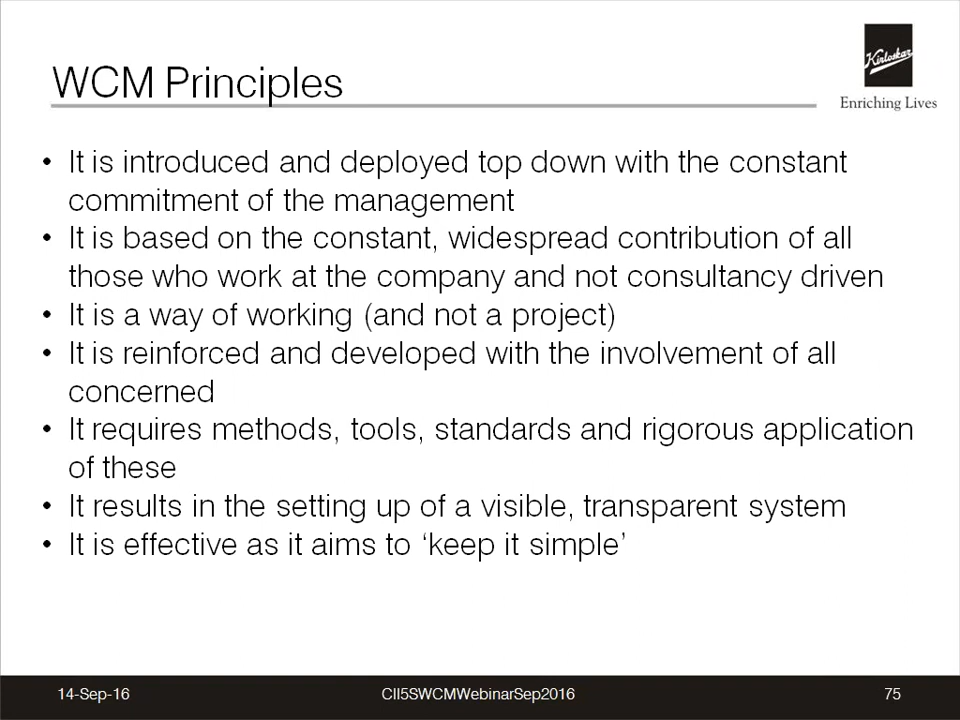 WCM Principles
Kirloskar
Enriching Lives
• It is introduced and deployed top down with the constant
commitment of the management
• It is based on the constant, widespread contribution of all
those who work at the company and not consultancy driven
• It is a way of working (and not a project)
• It is reinforced and developed with the involvement of all
concerned
• It requires methods, tools, standards and rigorous application
of these
• It results in the setting up of a visible, transparent system
• It is effective as it aims to ‘keep it simple’
14-Sep-16
CII5SWCMWebinarSep2016
75